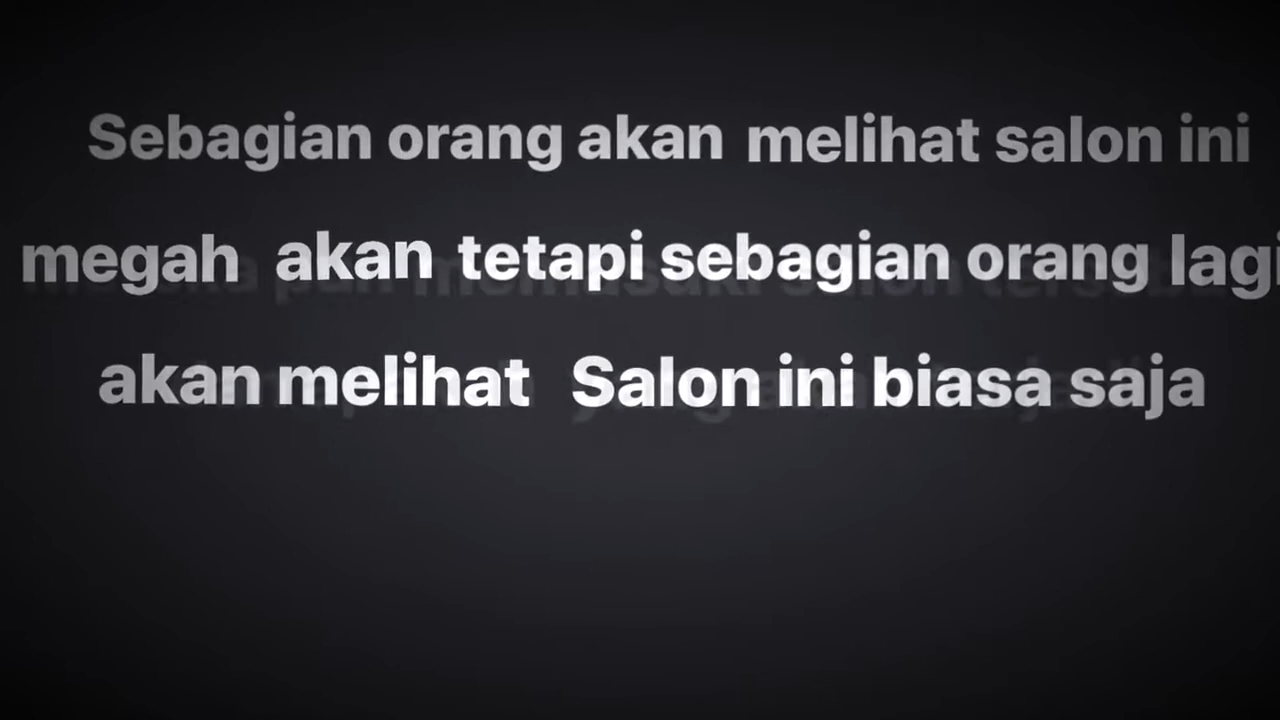 Sebagian orang akan melihat salon ini
megah akan tetapi sebagian orang lagi
akan melihat Salon ini biasa saja